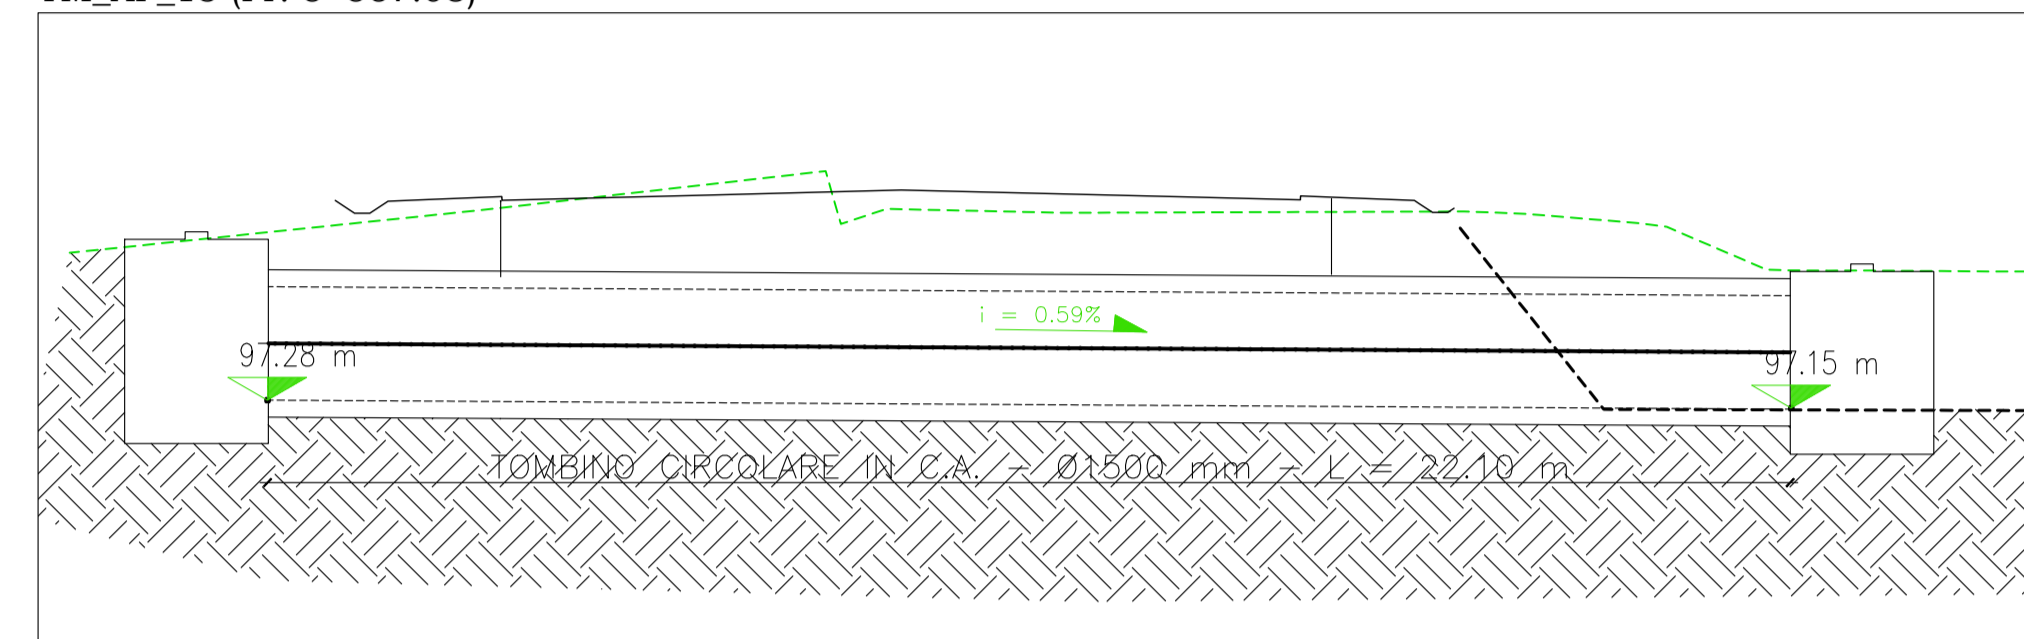 i = 0.59%
97.28 m
97.15 m
TOMBINO CIRCOLARE IN C.A. - Ø1500 mm - L = 22.10 m